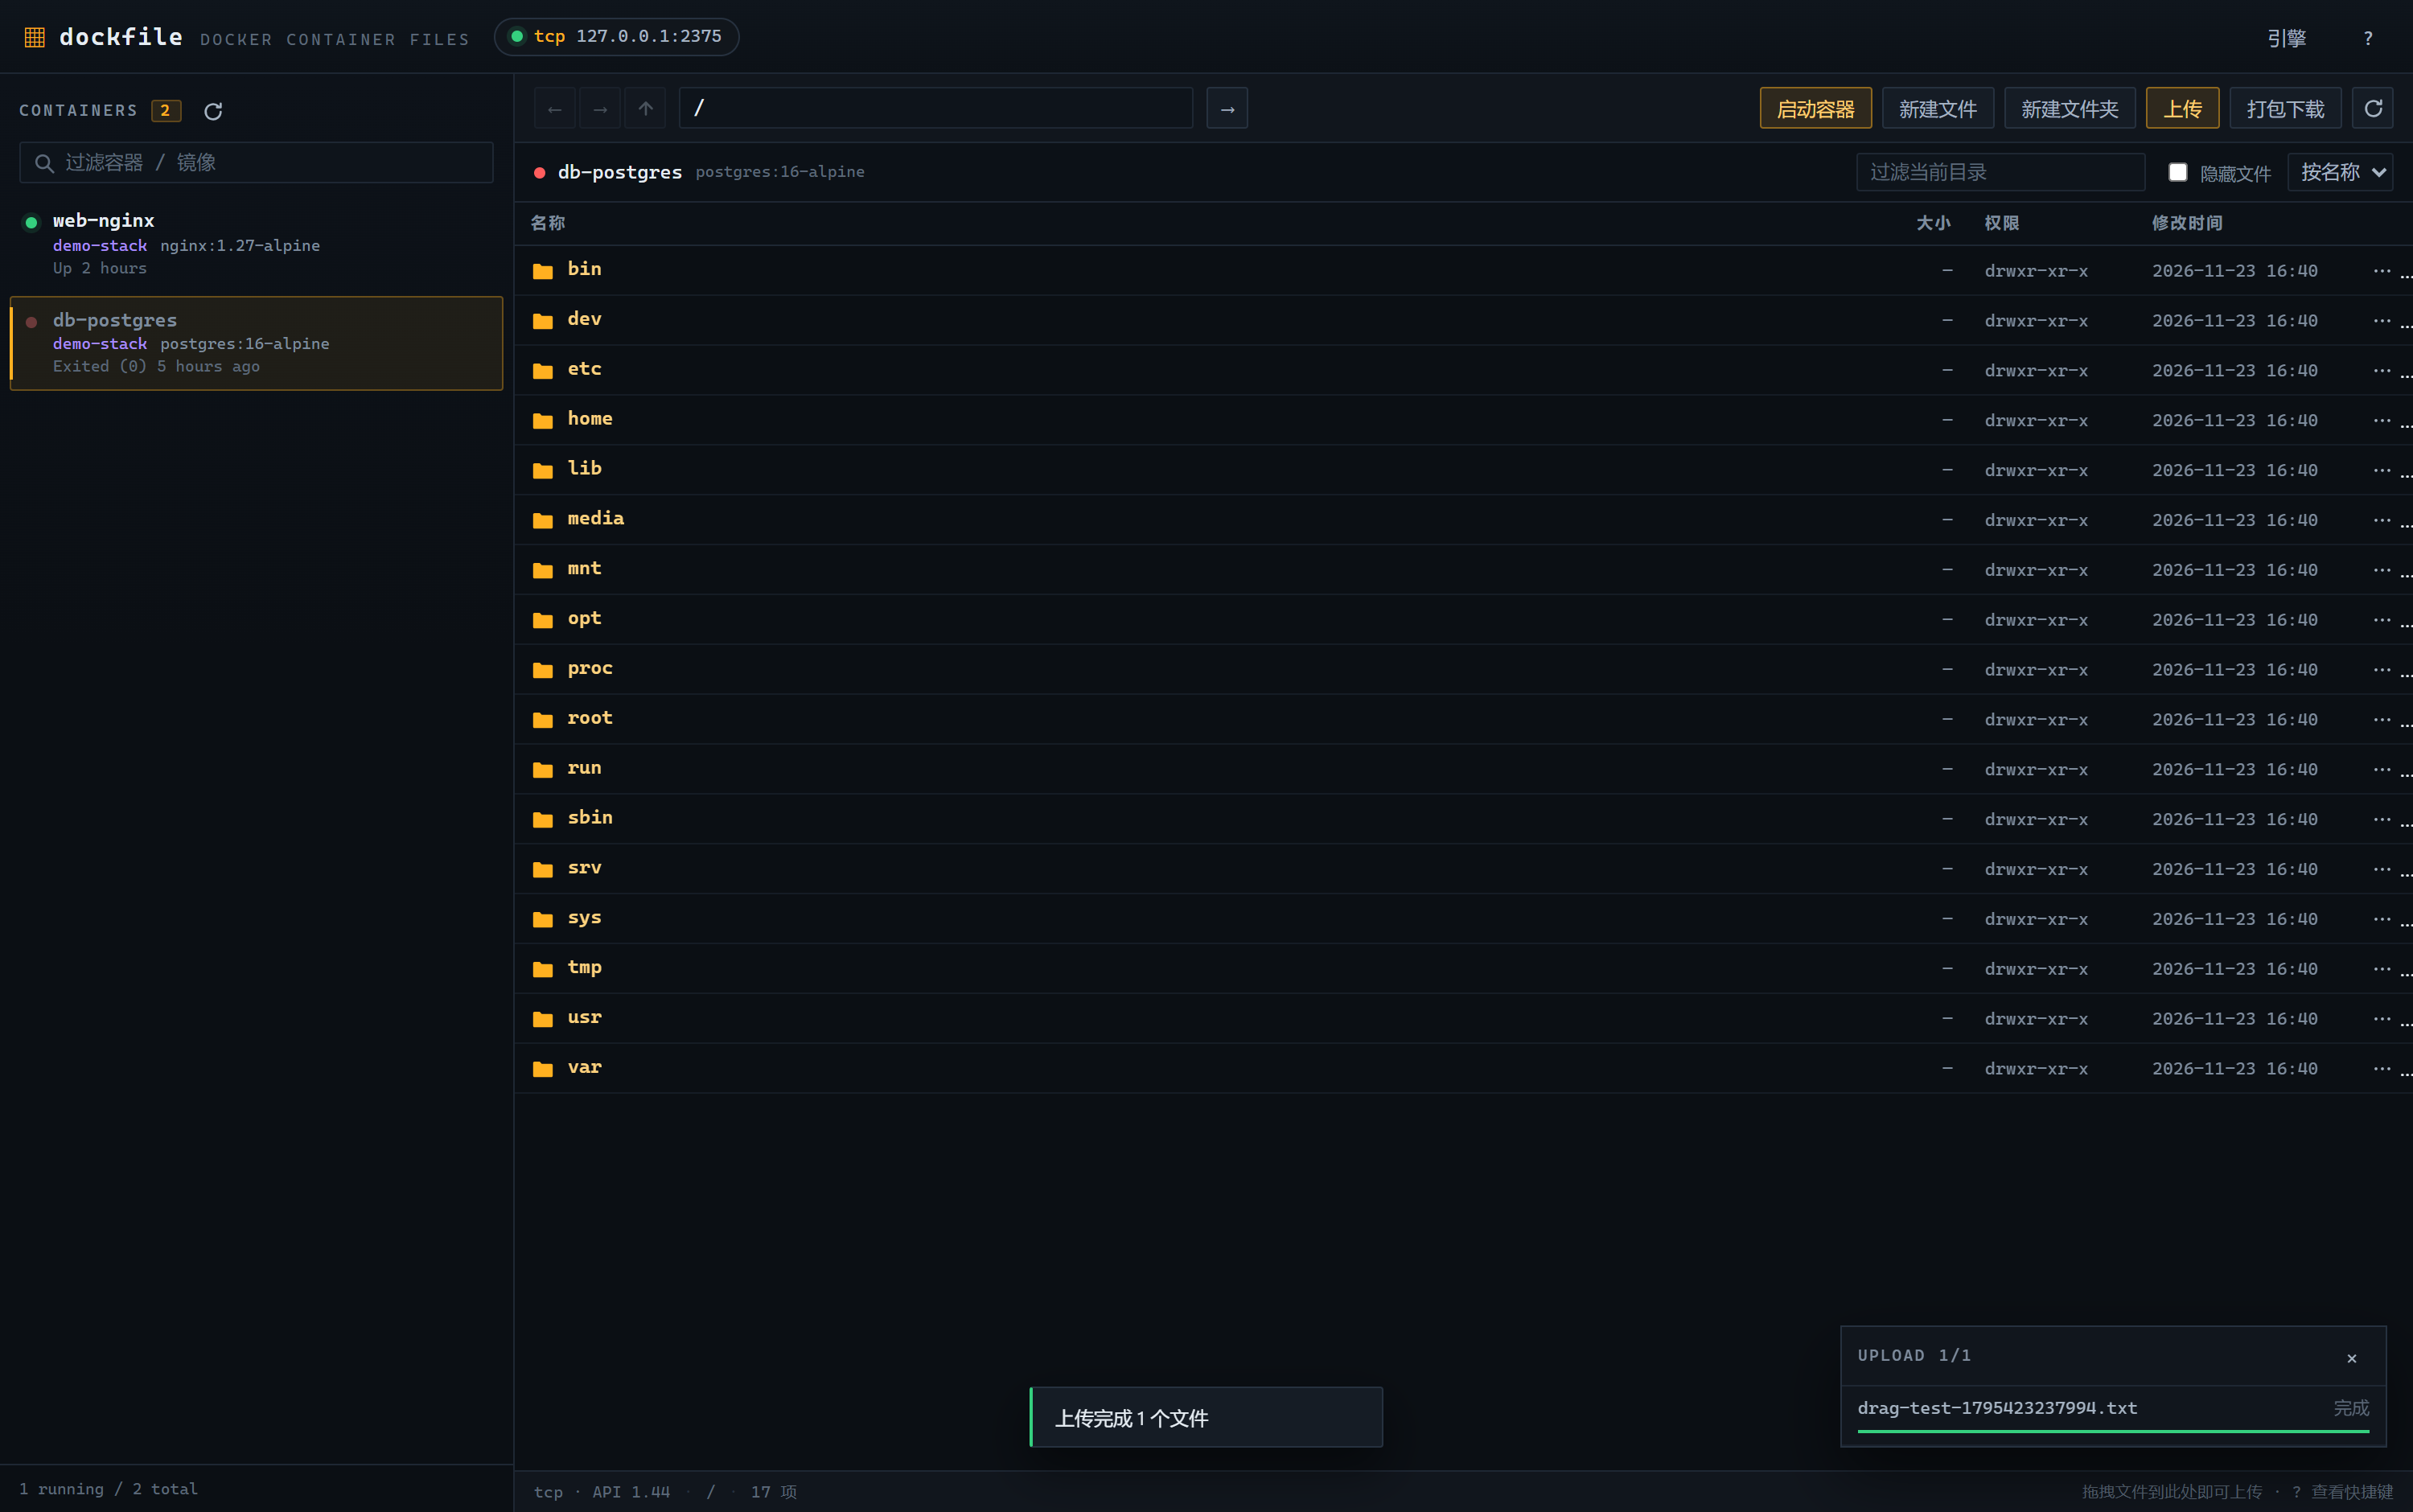 dockfile DOCKER CONTAINER FILES tcp 127.0.0.1:2375 引擎 ?
CONTAINERS 2
过滤容器 / 镜像
web-nginx
demo-stack nginx:1.27-alpine
Up 2 hours
db-postgres
demo-stack postgres:16-alpine
Exited (0) 5 hours ago
1 running / 2 total
← → ↑ / → 启动容器 新建文件 新建文件夹 上传 打包下载
db-postgres postgres:16-alpine 过滤当前目录 隐藏文件 按名称
名称 大小 权限 修改时间
bin — drwxr-xr-x 2026-11-23 16:40 ··· …
dev — drwxr-xr-x 2026-11-23 16:40 ··· …
etc — drwxr-xr-x 2026-11-23 16:40 ··· …
home — drwxr-xr-x 2026-11-23 16:40 ··· …
lib — drwxr-xr-x 2026-11-23 16:40 ··· …
media — drwxr-xr-x 2026-11-23 16:40 ··· …
mnt — drwxr-xr-x 2026-11-23 16:40 ··· …
opt — drwxr-xr-x 2026-11-23 16:40 ··· …
proc — drwxr-xr-x 2026-11-23 16:40 ··· …
root — drwxr-xr-x 2026-11-23 16:40 ··· …
run — drwxr-xr-x 2026-11-23 16:40 ··· …
sbin — drwxr-xr-x 2026-11-23 16:40 ··· …
srv — drwxr-xr-x 2026-11-23 16:40 ··· …
sys — drwxr-xr-x 2026-11-23 16:40 ··· …
tmp — drwxr-xr-x 2026-11-23 16:40 ··· …
usr — drwxr-xr-x 2026-11-23 16:40 ··· …
var — drwxr-xr-x 2026-11-23 16:40 ··· …
UPLOAD 1/1 ×
drag-test-1795423237994.txt 完成
上传完成 1 个文件
tcp · API 1.44 · / · 17 项
拖拽文件到此处即可上传 · ? 查看快捷键